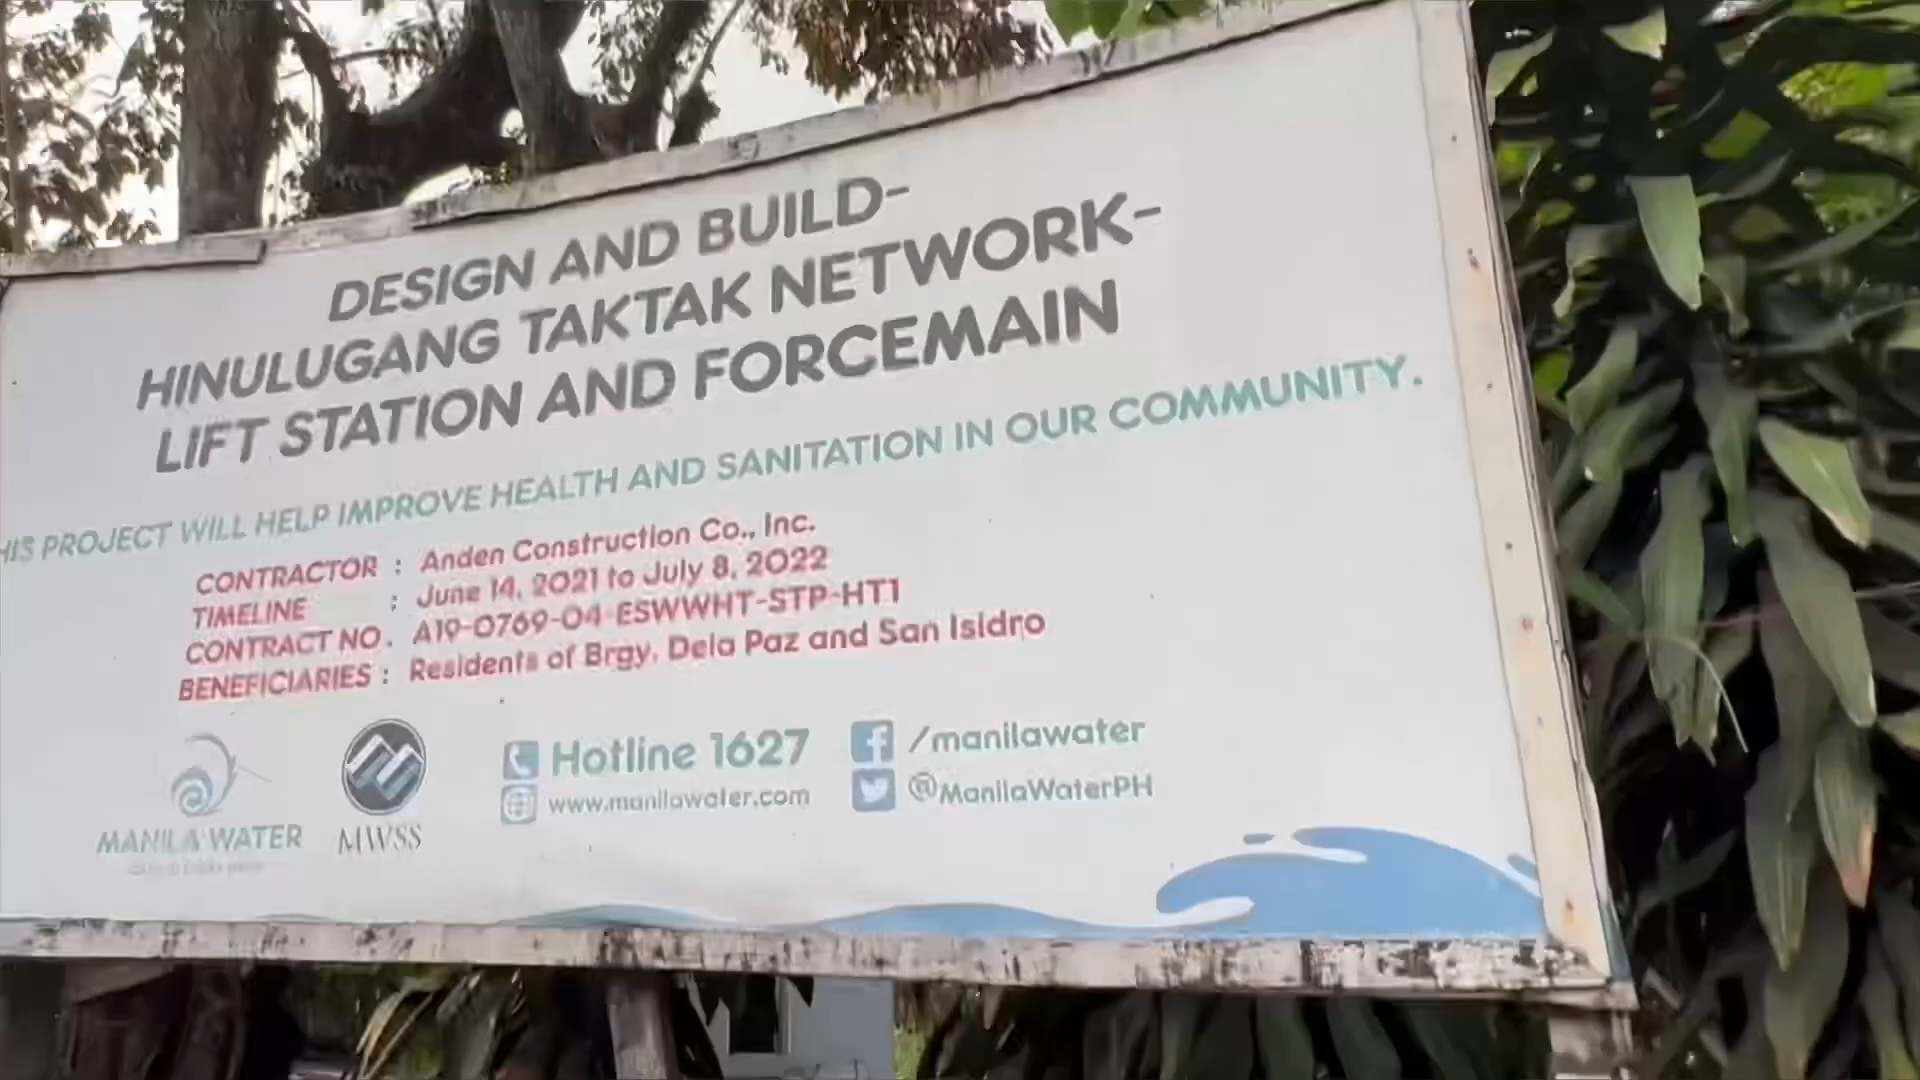 DESIGN AND BUILD-
HINULUGANG TAKTAK NETWORK-
LIFT STATION AND FORCEMAIN
HIS PROJECT WILL HELP IMPROVE HEALTH AND SANITATION IN OUR COMMUNITY.
CONTRACTOR : Anden Construction Co., Inc.
TIMELINE : June 14, 2021 to July 8, 2022
CONTRACT NO. A19-0769-04-ESWWHT-STP-HT1
BENEFICIARIES : Residents of Brgy. Dela Paz and San Isidro
MANILA WATER
MWSS
Hotline 1627
www.manilawater.com
/manilawater
@ManilaWaterPH